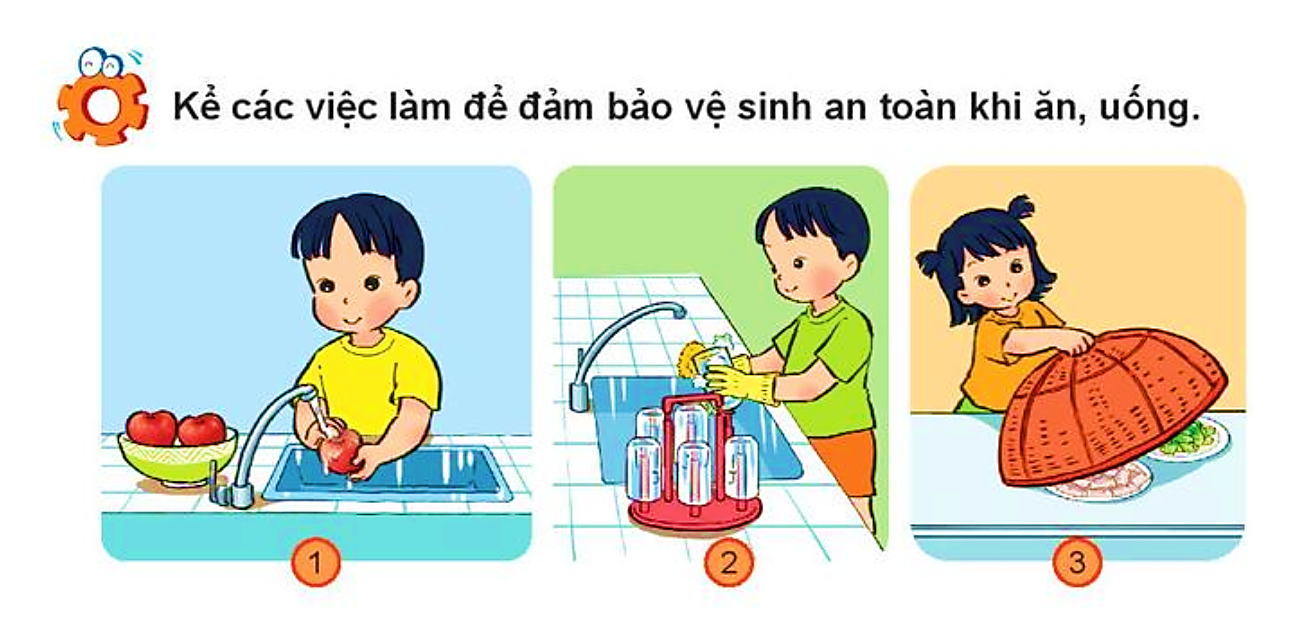 Kể các việc làm để đảm bảo vệ sinh an toàn khi ăn, uống.
1
2
3